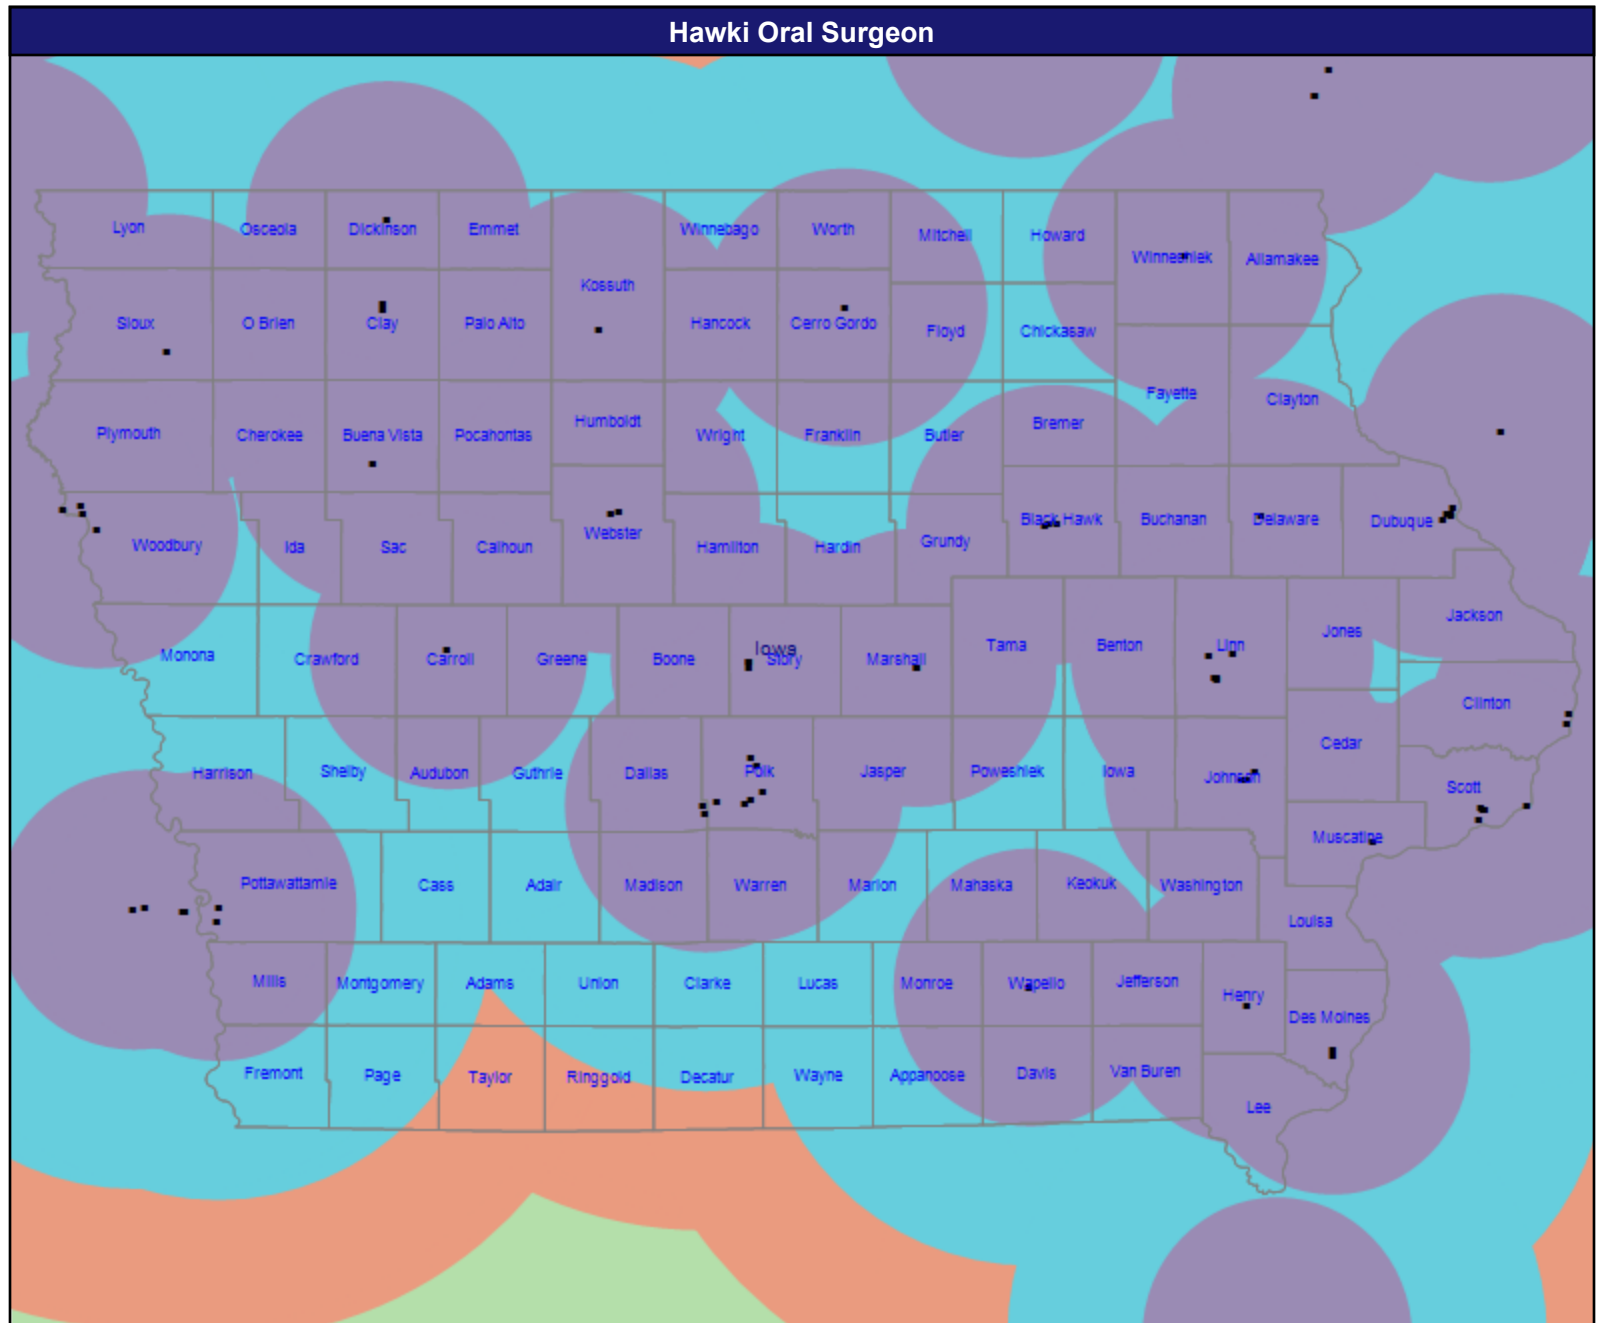 Hawki Oral Surgeon
Lyon
Osceola
Dickinson
Emmet
Winnebago
Worth
Mitchell
Howard
Winneshiek
Allamakee
Kossuth
Sioux
O Brien
Clay
Palo Alto
Hancock
Cerro Gordo
Floyd
Chickasaw
Fayette
Clayton
Plymouth
Cherokee
Buena Vista
Pocahontas
Humboldt
Wright
Franklin
Butler
Bremer
Woodbury
Ida
Sac
Calhoun
Webster
Hamilton
Hardin
Grundy
Black Hawk
Buchanan
Delaware
Dubuque
Monona
Crawford
Carroll
Greene
Boone
Iowa
Story
Marshall
Tama
Benton
Linn
Jones
Jackson
Clinton
Harrison
Shelby
Audubon
Guthrie
Dallas
Polk
Jasper
Poweshiek
Iowa
Johnson
Cedar
Scott
Muscatine
Pottawattamie
Cass
Adair
Madison
Warren
Marion
Mahaska
Keokuk
Washington
Louisa
Mills
Montgomery
Adams
Union
Clarke
Lucas
Monroe
Wapello
Jefferson
Henry
Des Moines
Fremont
Page
Taylor
Ringgold
Decatur
Wayne
Appanoose
Davis
Van Buren
Lee